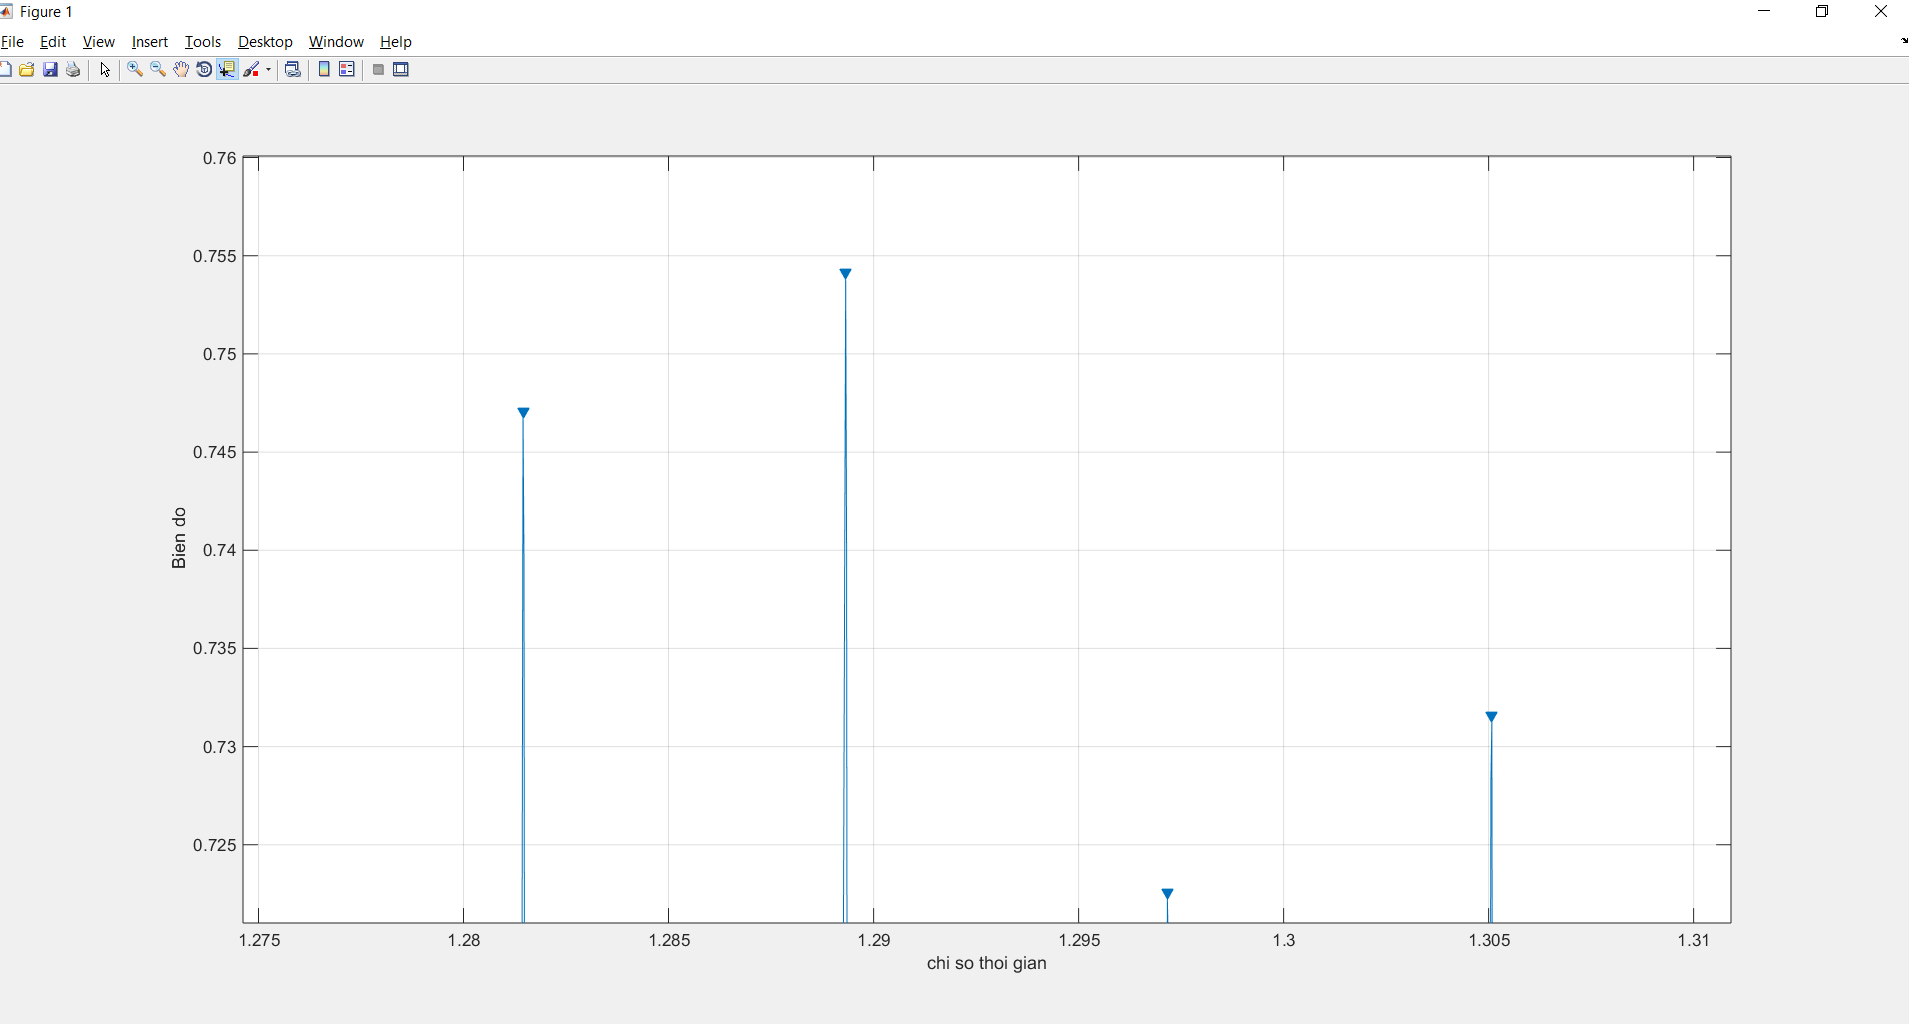 Figure 1
File Edit View Insert Tools Desktop Window Help
0.76
0.755
0.75
0.745
0.74
0.735
0.73
0.725
Bien do
1.275 1.28 1.285 1.29 1.295 1.3 1.305 1.31
chi so thoi gian